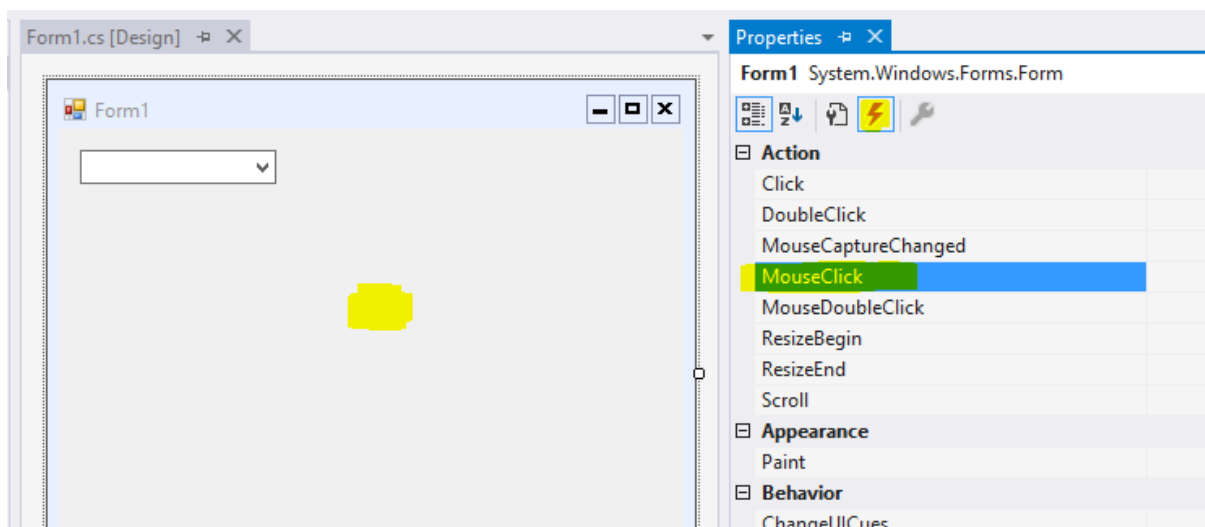 Form1.cs [Design]
Form1
Properties
Form1 System.Windows.Forms.Form
Action
Click
DoubleClick
MouseCaptureChanged
MouseClick
MouseDoubleClick
ResizeBegin
ResizeEnd
Scroll
Appearance
Paint
Behavior
ChangeUICues